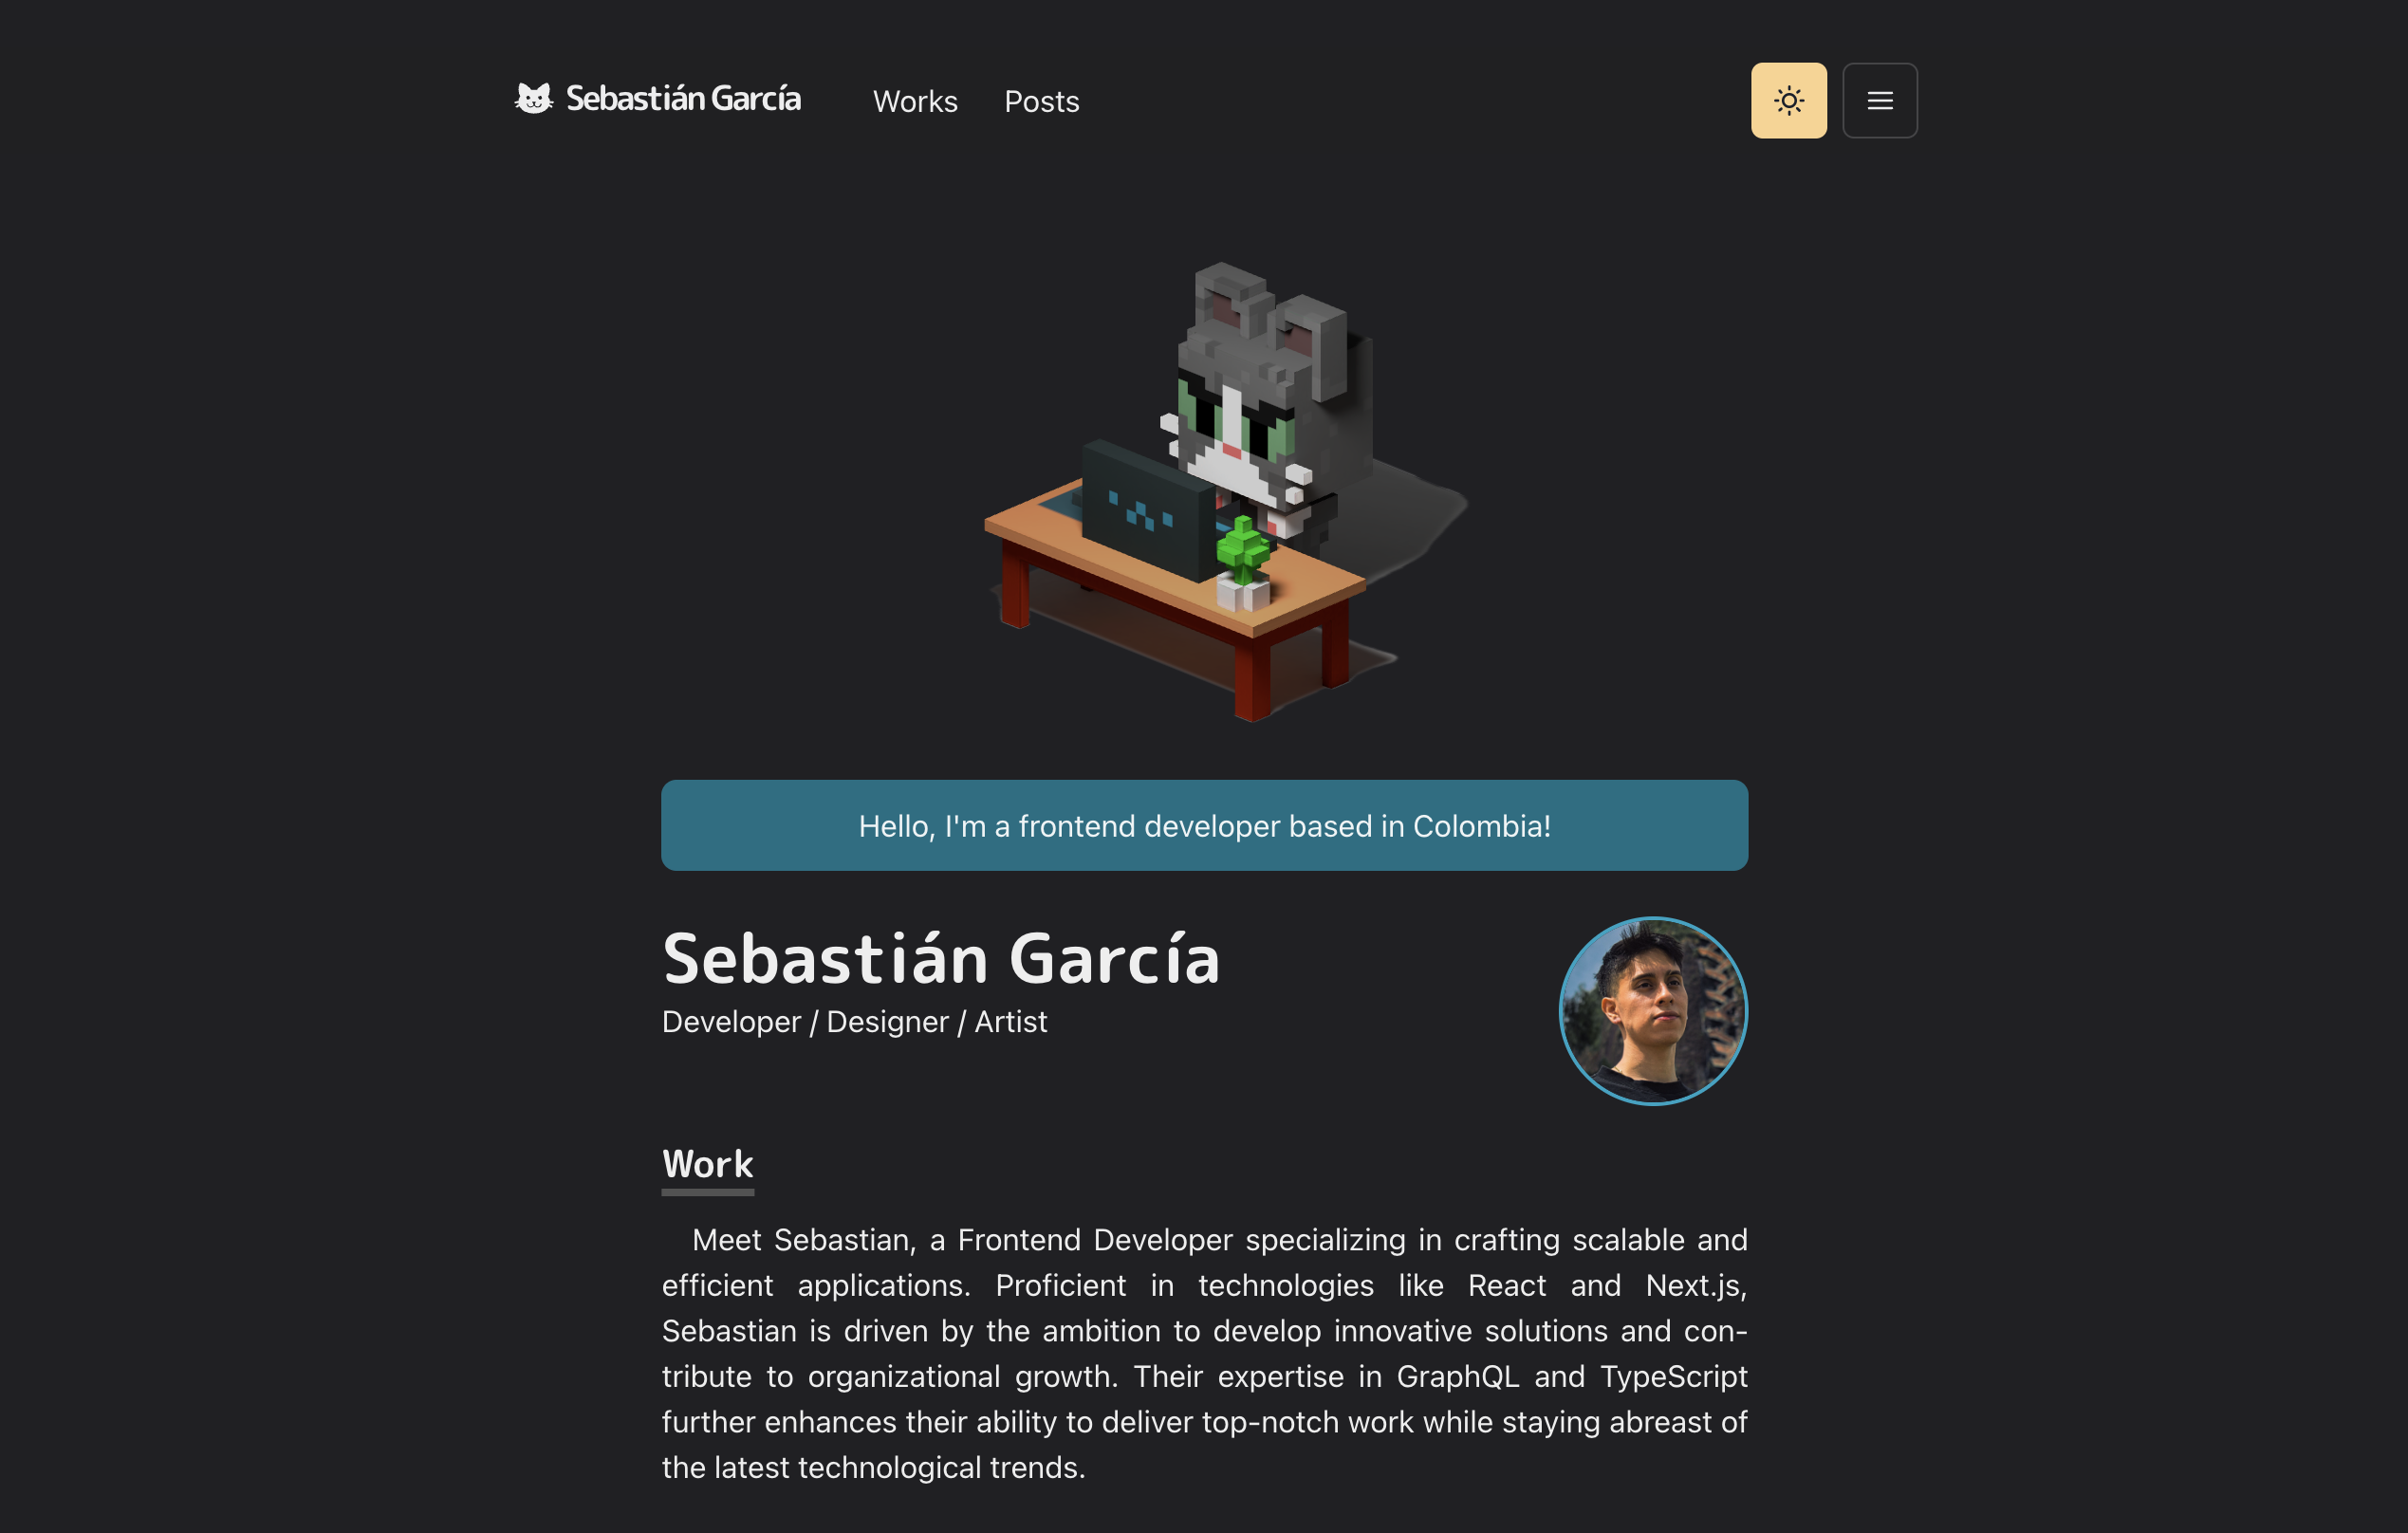 Sebastián García
Works
Posts
Hello, I'm a frontend developer based in Colombia!
Sebastián García
Developer / Designer / Artist
Work
Meet Sebastian, a Frontend Developer specializing in crafting scalable and
efficient applications. Proficient in technologies like React and Next.js,
Sebastian is driven by the ambition to develop innovative solutions and con-
tribute to organizational growth. Their expertise in GraphQL and TypeScript
further enhances their ability to deliver top-notch work while staying abreast of
the latest technological trends.